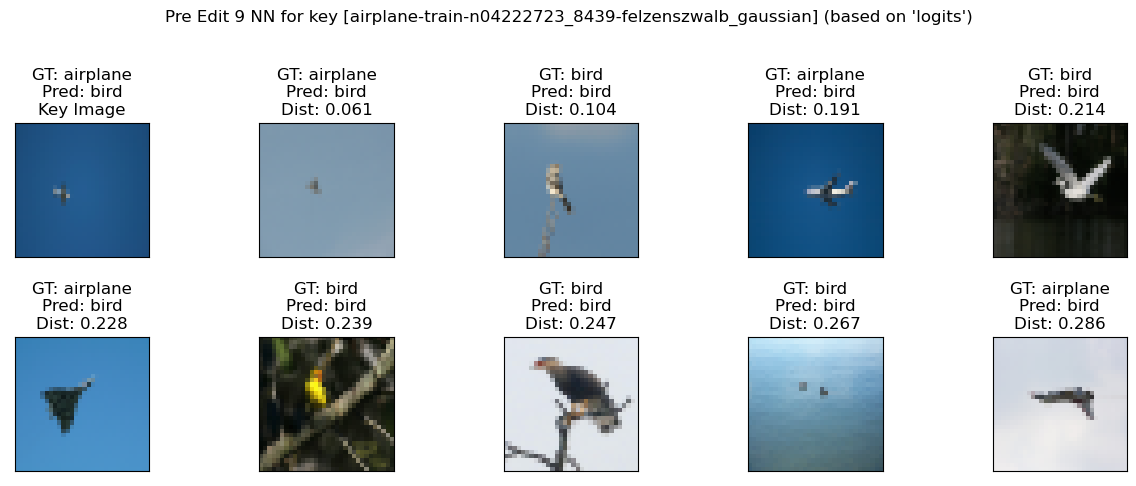 Pre Edit 9 NN for key [airplane-train-n04222723_8439-felzenszwalb_gaussian] (based on 'logits')
GT: airplane
Pred: bird
Key Image
GT: airplane
Pred: bird
Dist: 0.061
GT: bird
Pred: bird
Dist: 0.104
GT: airplane
Pred: bird
Dist: 0.191
GT: bird
Pred: bird
Dist: 0.214
GT: airplane
Pred: bird
Dist: 0.228
GT: bird
Pred: bird
Dist: 0.239
GT: bird
Pred: bird
Dist: 0.247
GT: bird
Pred: bird
Dist: 0.267
GT: airplane
Pred: bird
Dist: 0.286